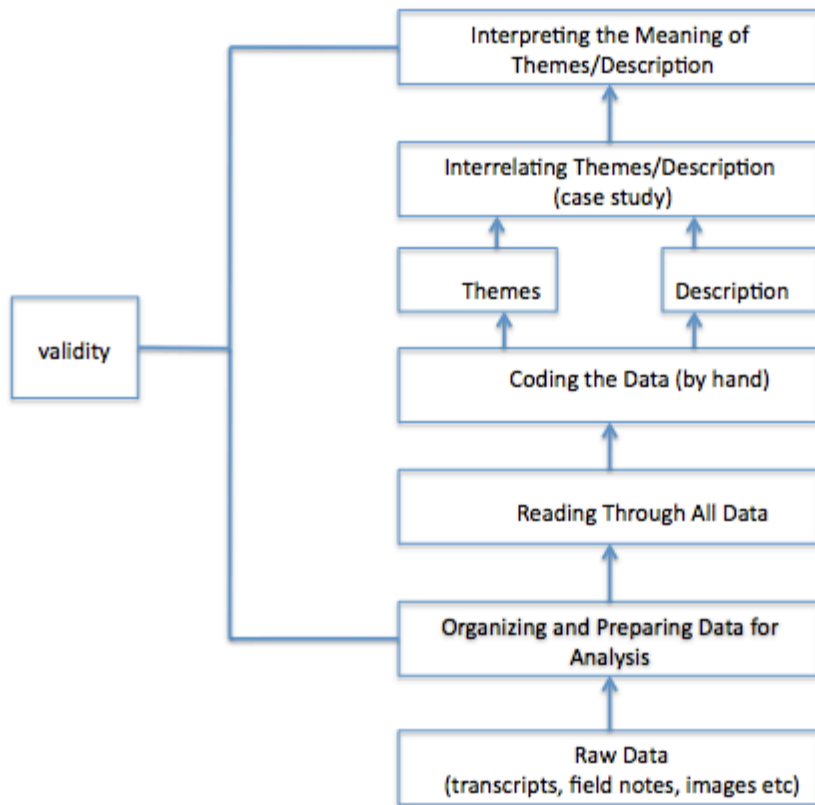 Interpreting the Meaning of
Themes/Description
Interrelating Themes/Description
(case study)
Themes
Description
validity
Coding the Data (by hand)
Reading Through All Data
Organizing and Preparing Data for
Analysis
Raw Data
(transcripts, field notes, images etc)